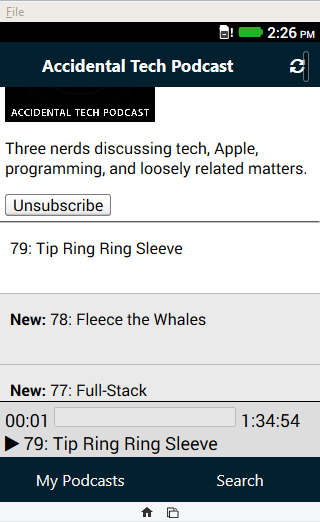 File
2:26 PM
Accidental Tech Podcast
ACCIDENTAL TECH PODCAST
Three nerds discussing tech, Apple,
programming, and loosely related matters.
Unsubscribe
79: Tip Ring Ring Sleeve
New: 78: Fleece the Whales
New: 77: Full-Stack
00:01 1:34:54
79: Tip Ring Ring Sleeve
My Podcasts Search